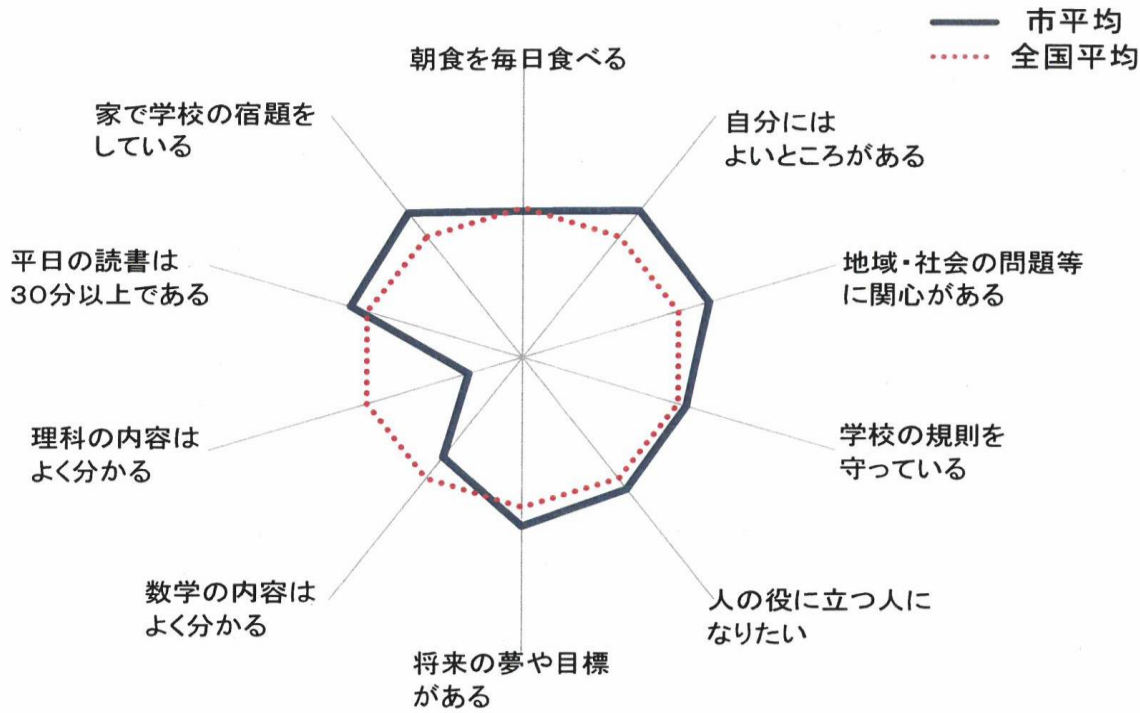 市平均
全国平均
朝食を毎日食べる
自分には
よいところがある
地域・社会の問題等
に関心がある
学校の規則を
守っている
人の役に立つ人に
なりたい
将来の夢や目標
がある
数学の内容は
よく分かる
理科の内容は
よく分かる
平日の読書は
30分以上である
家で学校の宿題を
している